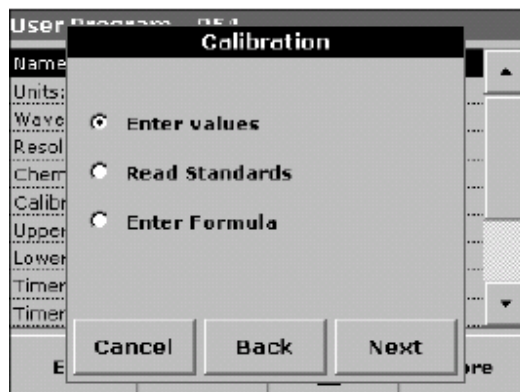 User Program 954
Calibration
Name
Units:
Wave
Resol
Chem
Calibr
Upper
Lower
Timer
Timer
Enter values
Read Standards
Enter Formula
Cancel
Back
Next
E
ore